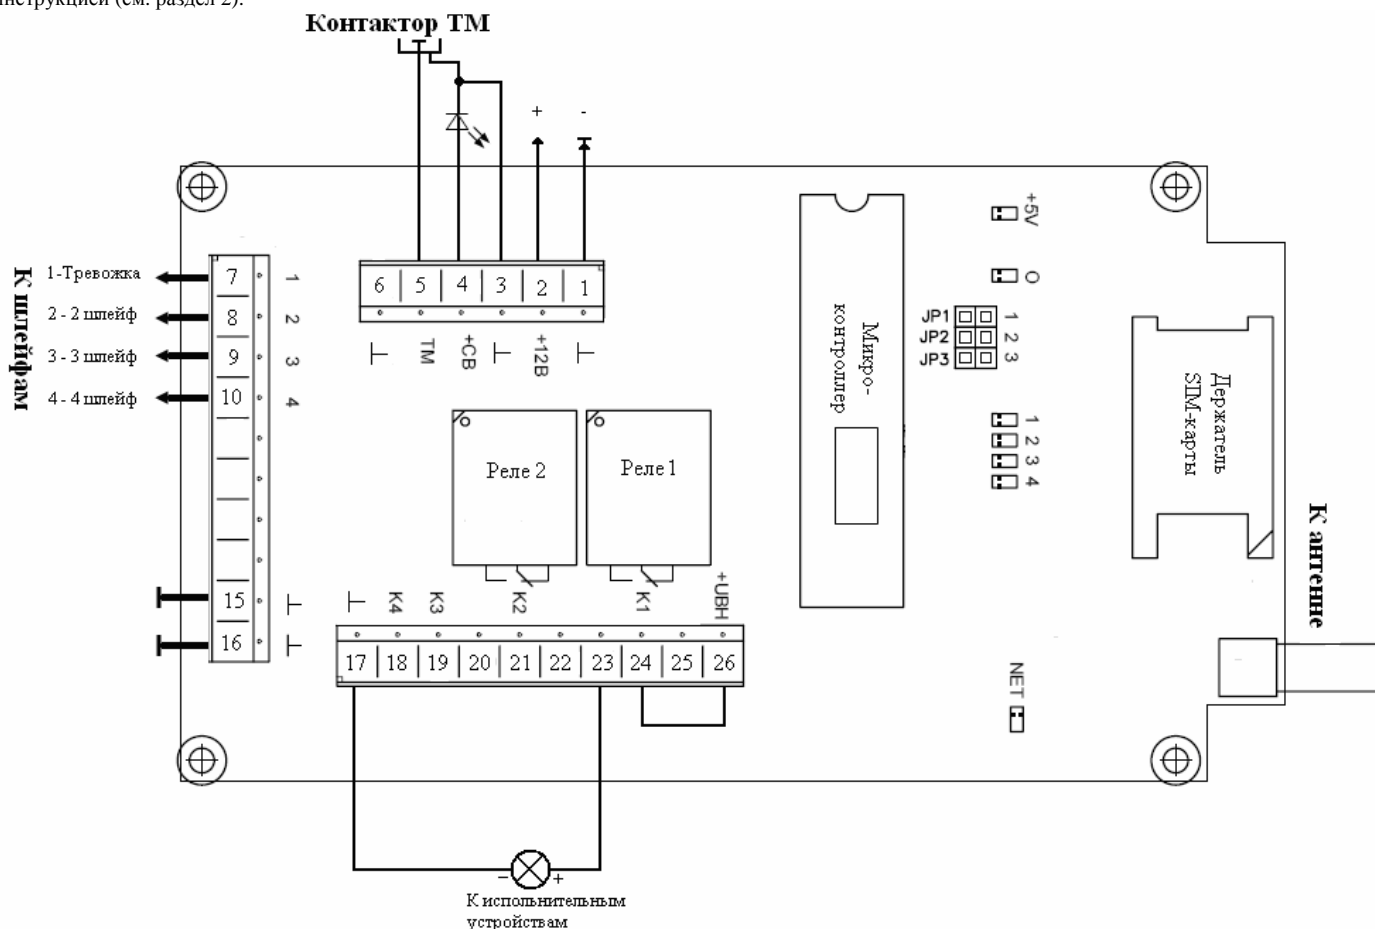 инструкцией (см. раздел 2).
Контактор ТМ
+ -
К шлейфам
1-Тревожка
2 - 2 шлейф
3 - 3 шлейф
4 - 4 шлейф
7
8
9
10
15
16
1
2
3
4
6 5 4 3 2 1
ТМ
+СВ
+12В
Реле 2
Реле 1
Микро-
контроллер
+5V
O
JP1 1
JP2 2
JP3 3
1
2
3
4
Держатель
SIM-карты
К антенне
NET
К4
К3
К2
К1
+UВН
17 18 19 20 21 22 23 24 25 26
– +
К испольнительным
устройствам